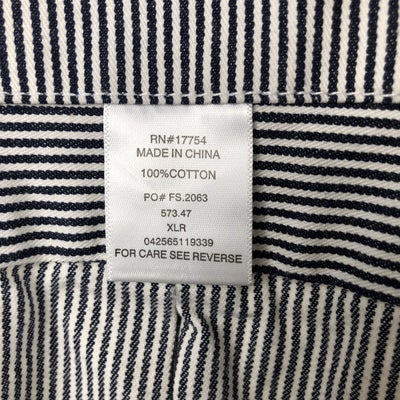 RN#17754
MADE IN CHINA
100%COTTON
PO# FS.2063
573.47
XLR
042565119339
FOR CARE SEE REVERSE